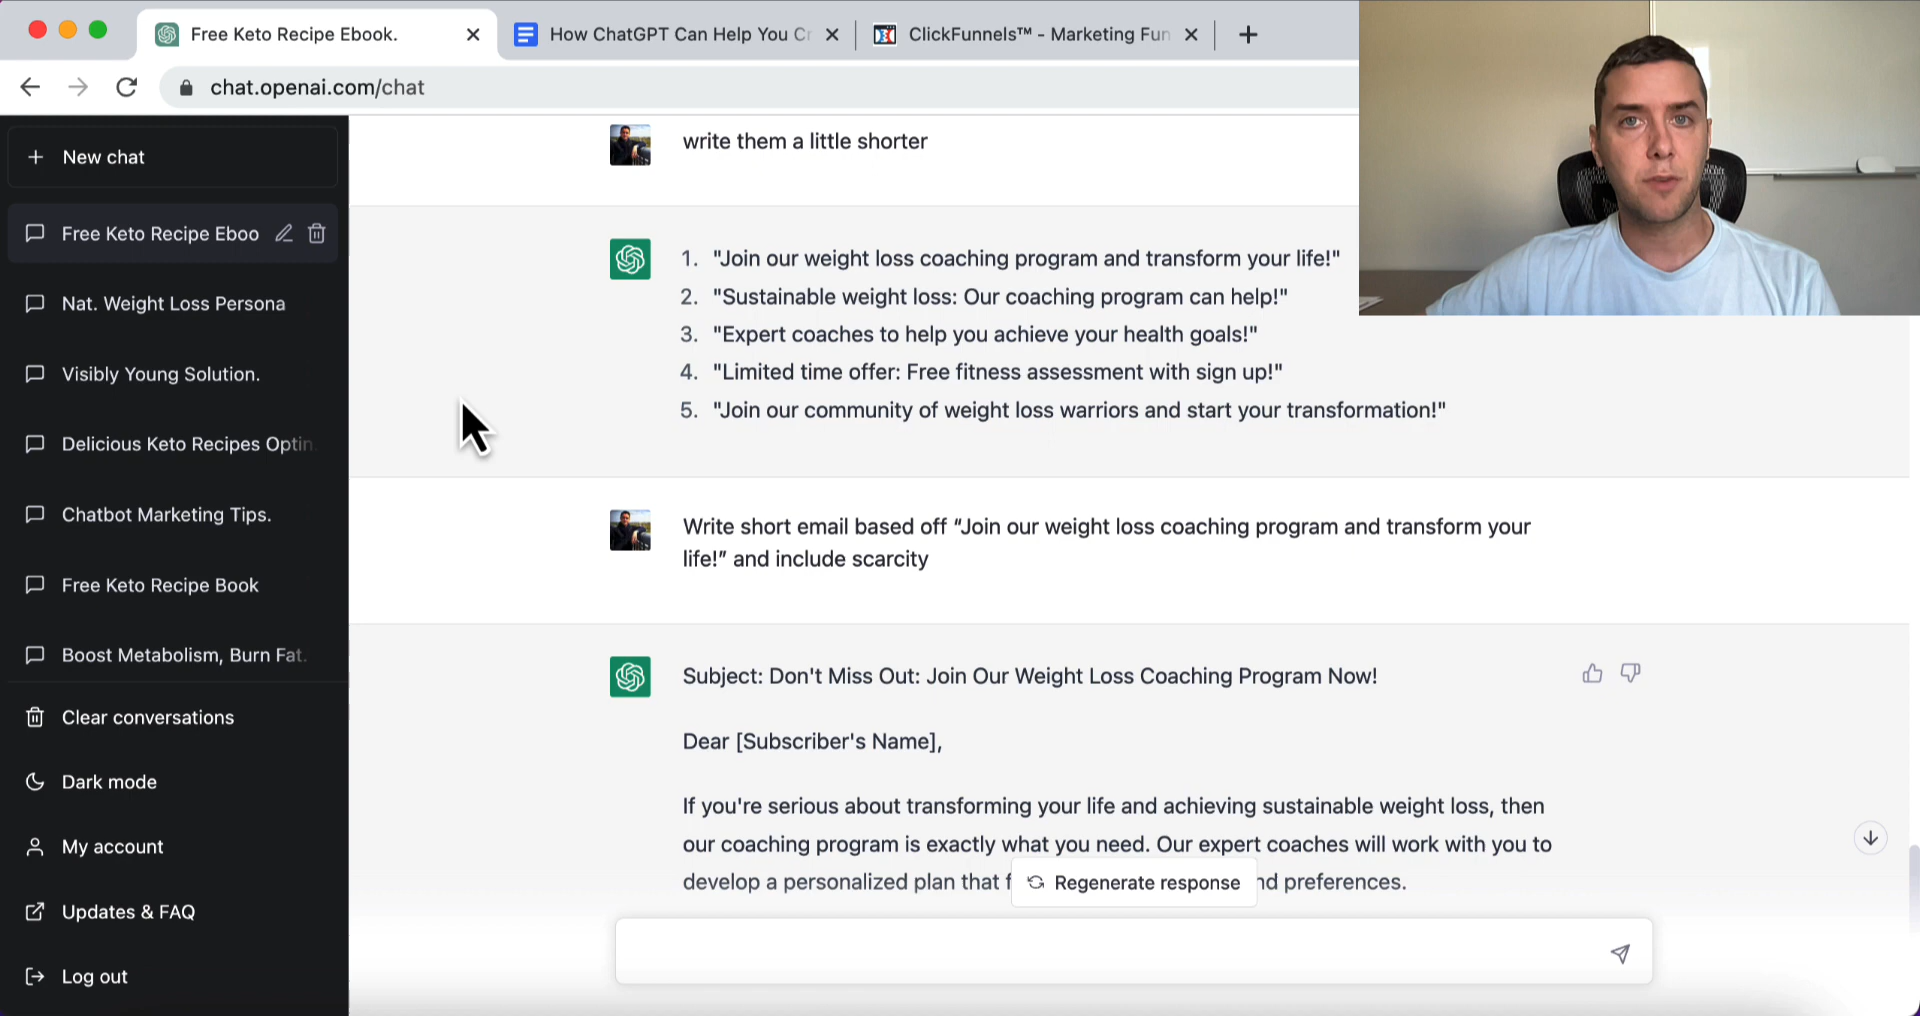 Free Keto Recipe Ebook.
How ChatGPT Can Help You
ClickFunnels™ - Marketing Fun
chat.openai.com/chat
New chat
Free Keto Recipe Eboo
Nat. Weight Loss Persona
Visibly Young Solution.
Delicious Keto Recipes Optin
Chatbot Marketing Tips.
Free Keto Recipe Book
Boost Metabolism, Burn Fat.
Clear conversations
Dark mode
My account
Updates & FAQ
Log out
write them a little shorter
1. "Join our weight loss coaching program and transform your life!"
2. "Sustainable weight loss: Our coaching program can help!"
3. "Expert coaches to help you achieve your health goals!"
4. "Limited time offer: Free fitness assessment with sign up!"
5. "Join our community of weight loss warriors and start your transformation!"
Write short email based off “Join our weight loss coaching program and transform your
life!” and include scarcity
Subject: Don't Miss Out: Join Our Weight Loss Coaching Program Now!
Dear [Subscriber's Name],
If you're serious about transforming your life and achieving sustainable weight loss, then
our coaching program is exactly what you need. Our expert coaches will work with you to
develop a personalized plan that
Regenerate response
preferences.